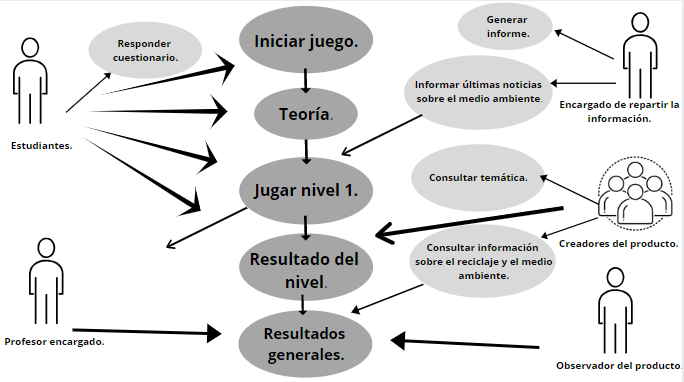 Generar
informe.
Responder
cuestionario.
Iniciar juego.
Informar últimas noticias
sobre el medio ambiente.
Encargado de repartir la
información.
Teoría.
Estudiantes.
Consultar temática.
Jugar nivel 1.
Creadores del producto.
Consultar información
sobre el reciclaje y el medio
ambiente.
Resultado del
nivel.
Profesor encargado.
Resultados
generales.
Observador del producto.